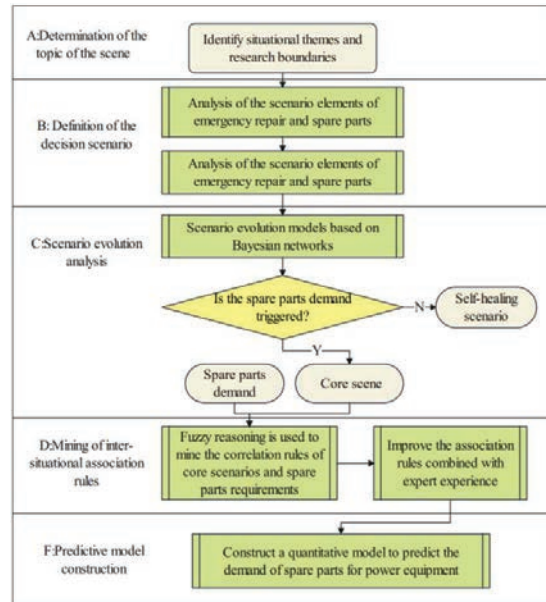 A:Determination of the
topic of the scene
Identify situational themes and
research boundaries
B: Definition of the
decision scenario
Analysis of the scenario elements of
emergency repair and spare parts
Analysis of the scenario elements of
emergency repair and spare parts
C:Scenario evolution
analysis
Scenario evolution models based on
Bayesian networks
Is the spare parts demand
triggered?
N
Self-healing
scenario
Y
Spare parts
demand
Core scene
D:Mining of inter-
situational association
rules
Fuzzy reasoning is used to
mine the correlation rules of
core scenarios and spare
parts requirements
Improve the association
rules combined with
expert experience
F:Predictive model
construction
Construct a quantitative model to predict the
demand of spare parts for power equipment